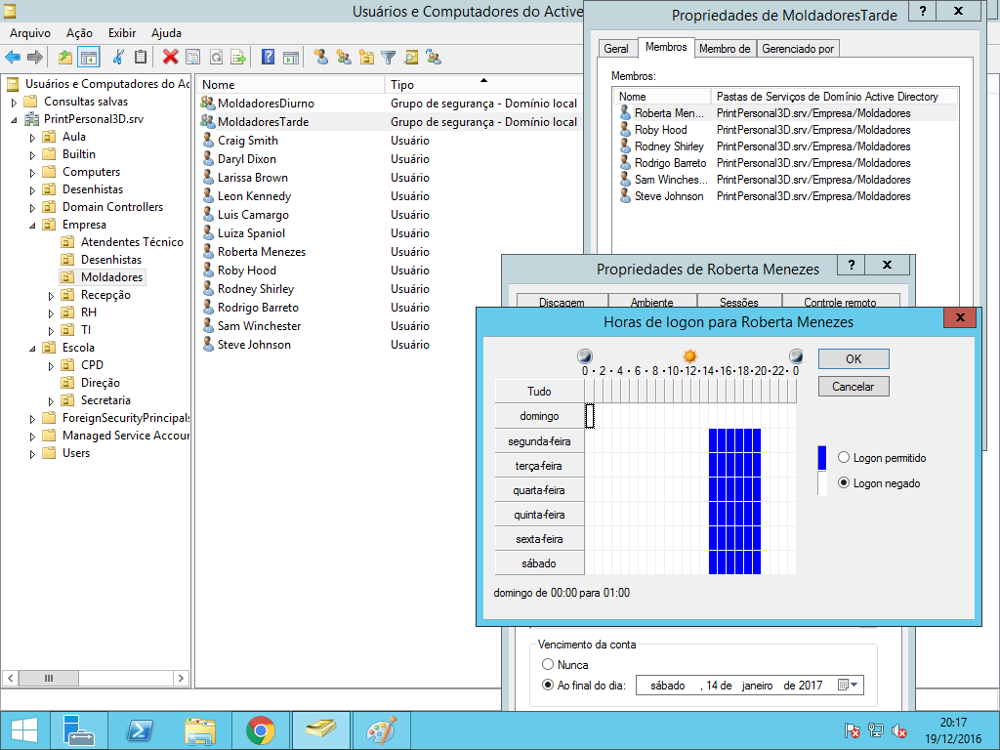 Usuários e Computadores do Active
Arquivo Ação Exibir Ajuda
Usuários e Computadores do Ac
Consultas salvas
PrintPersonal3D.srv
Aula
Builtin
Computers
Desenhistas
Domain Controllers
Empresa
Atendentes Técnico
Desenhistas
Moldadores
Recepção
RH
TI
Escola
CPD
Direção
Secretaria
ForeignSecurityPrincipals
Managed Service Accour
Users
Nome Tipo
MoldadoresDiurno Grupo de segurança - Domínio local
MoldadoresTarde Grupo de segurança - Domínio local
Craig Smith Usuário
Daryl Dixon Usuário
Larissa Brown Usuário
Leon Kennedy Usuário
Luis Camargo Usuário
Luiza Spaniol Usuário
Roberta Menezes Usuário
Roby Hood Usuário
Rodney Shirley Usuário
Rodrigo Barreto Usuário
Sam Winchester Usuário
Steve Johnson Usuário
Propriedades de MoldadoresTarde ? X
Geral Membros Membro de Gerenciado por
Membros:
Nome Pastas de Serviços de Domínio Active Directory
Roberta Men... PrintPersonal3D.srv/Empresa/Moldadores
Roby Hood PrintPersonal3D.srv/Empresa/Moldadores
Rodney Shirley PrintPersonal3D.srv/Empresa/Moldadores
Rodrigo Barreto PrintPersonal3D.srv/Empresa/Moldadores
Sam Winches... PrintPersonal3D.srv/Empresa/Moldadores
Steve Johnson PrintPersonal3D.srv/Empresa/Moldadores
Propriedades de Roberta Menezes ? X
Discagem Ambiente Sessões Controle remoto
Horas de logon para Roberta Menezes X
0 · 2 · 4 · 6 · 8 · 10 · 12 · 14 · 16 · 18 · 20 · 22 · 0
Tudo
domingo
segunda-feira
terça-feira
quarta-feira
quinta-feira
sexta-feira
sábado
OK
Cancelar
Logon permitido
Logon negado
domingo de 00:00 para 01:00
Vencimento da conta
Nunca
Ao final do dia: sábado , 14 de janeiro de 2017
20:17
19/12/2016